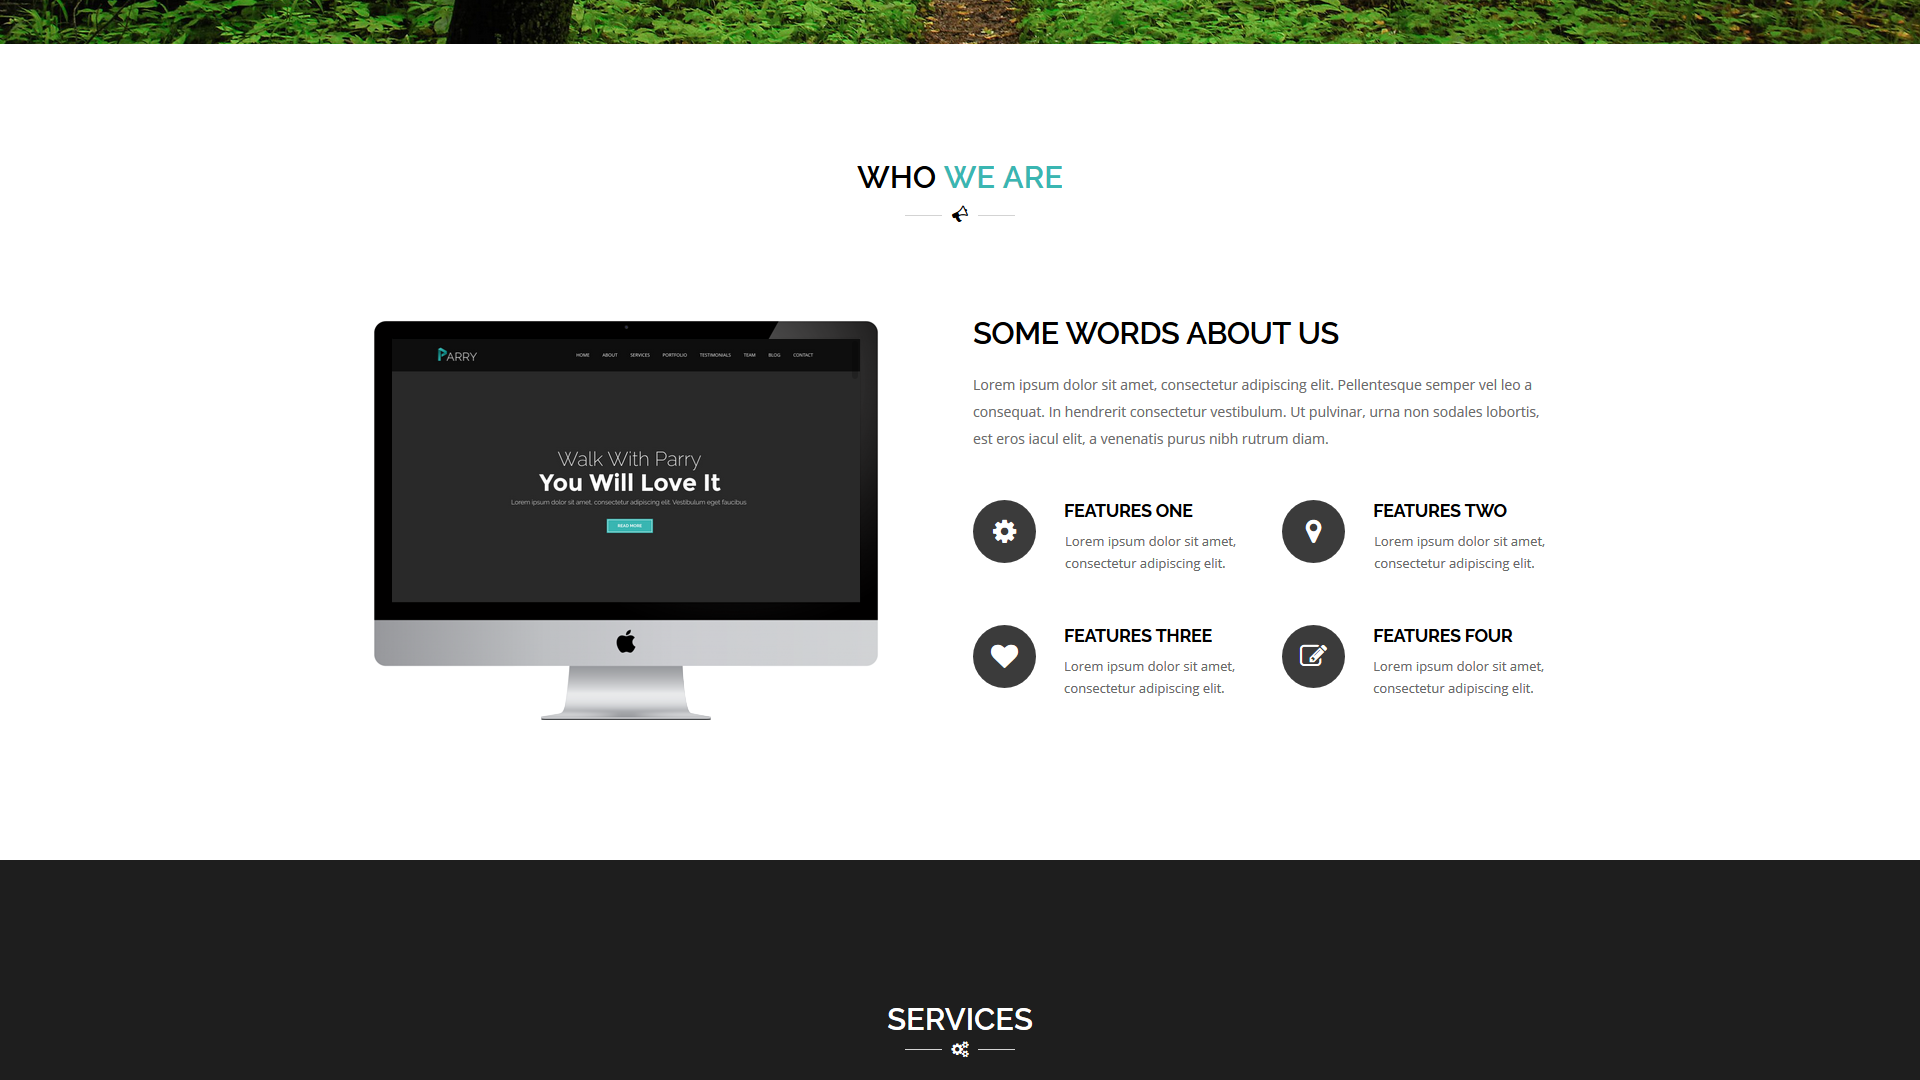 WHO WE ARE
PARRY
HOME ABOUT SERVICES PORTFOLIO TESTIMONIALS TEAM BLOG CONTACT
Walk With Parry
You Will Love It
Lorem ipsum dolor sit amet, consectetur adipiscing elit. Vestibulum eget faucibus
READ MORE
SOME WORDS ABOUT US
Lorem ipsum dolor sit amet, consectetur adipiscing elit. Pellentesque semper vel leo a
consequat. In hendrerit consectetur vestibulum. Ut pulvinar, urna non sodales lobortis,
est eros iacul elit, a venenatis purus nibh rutrum diam.
FEATURES ONE
Lorem ipsum dolor sit amet,
consectetur adipiscing elit.
FEATURES TWO
Lorem ipsum dolor sit amet,
consectetur adipiscing elit.
FEATURES THREE
Lorem ipsum dolor sit amet,
consectetur adipiscing elit.
FEATURES FOUR
Lorem ipsum dolor sit amet,
consectetur adipiscing elit.
SERVICES